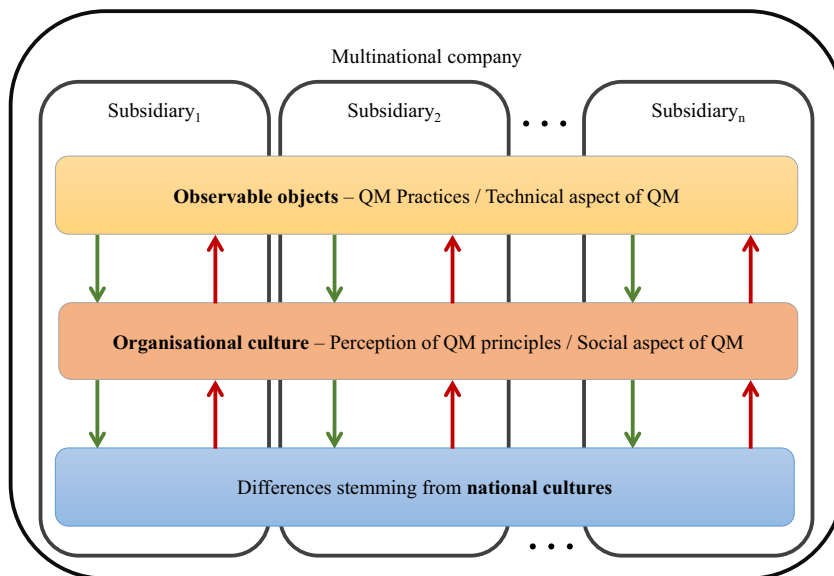 Multinational company
Subsidiary₁
Subsidiary₂
...
Subsidiaryₙ
Observable objects – QM Practices / Technical aspect of QM
Organisational culture – Perception of QM principles / Social aspect of QM
Differences stemming from national cultures
...